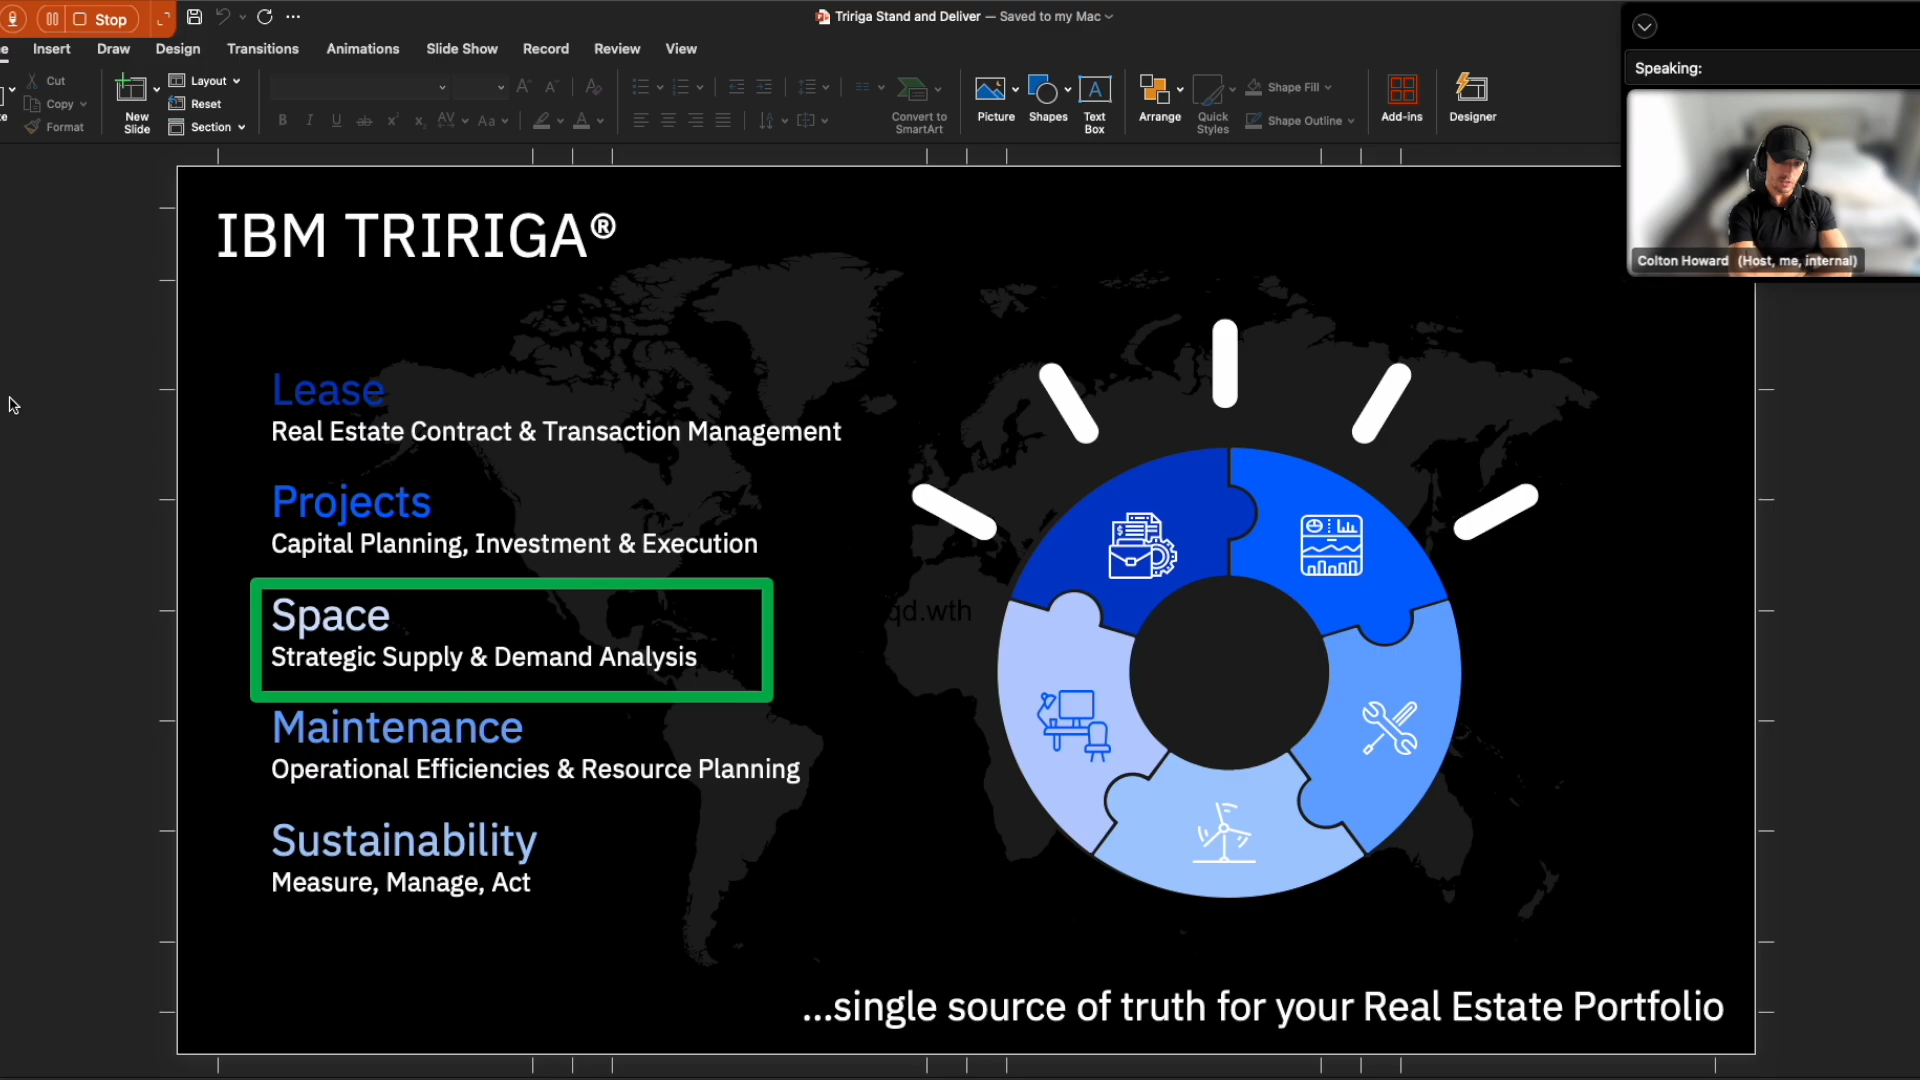 Stop
Tririga Stand and Deliver — Saved to my Mac
Insert Draw Design Transitions Animations Slide Show Record Review View
Cut
Copy
Format
New Slide
Layout
Reset
Section
Convert to SmartArt
Picture
Shapes
Text Box
Arrange
Quick Styles
Shape Fill
Shape Outline
Add-ins
Designer
Speaking:
Colton Howard (Host, me, internal)
IBM TRIRIGA®
Lease
Real Estate Contract & Transaction Management
Projects
Capital Planning, Investment & Execution
Space
Strategic Supply & Demand Analysis
qd.wth
Maintenance
Operational Efficiencies & Resource Planning
Sustainability
Measure, Manage, Act
...single source of truth for your Real Estate Portfolio